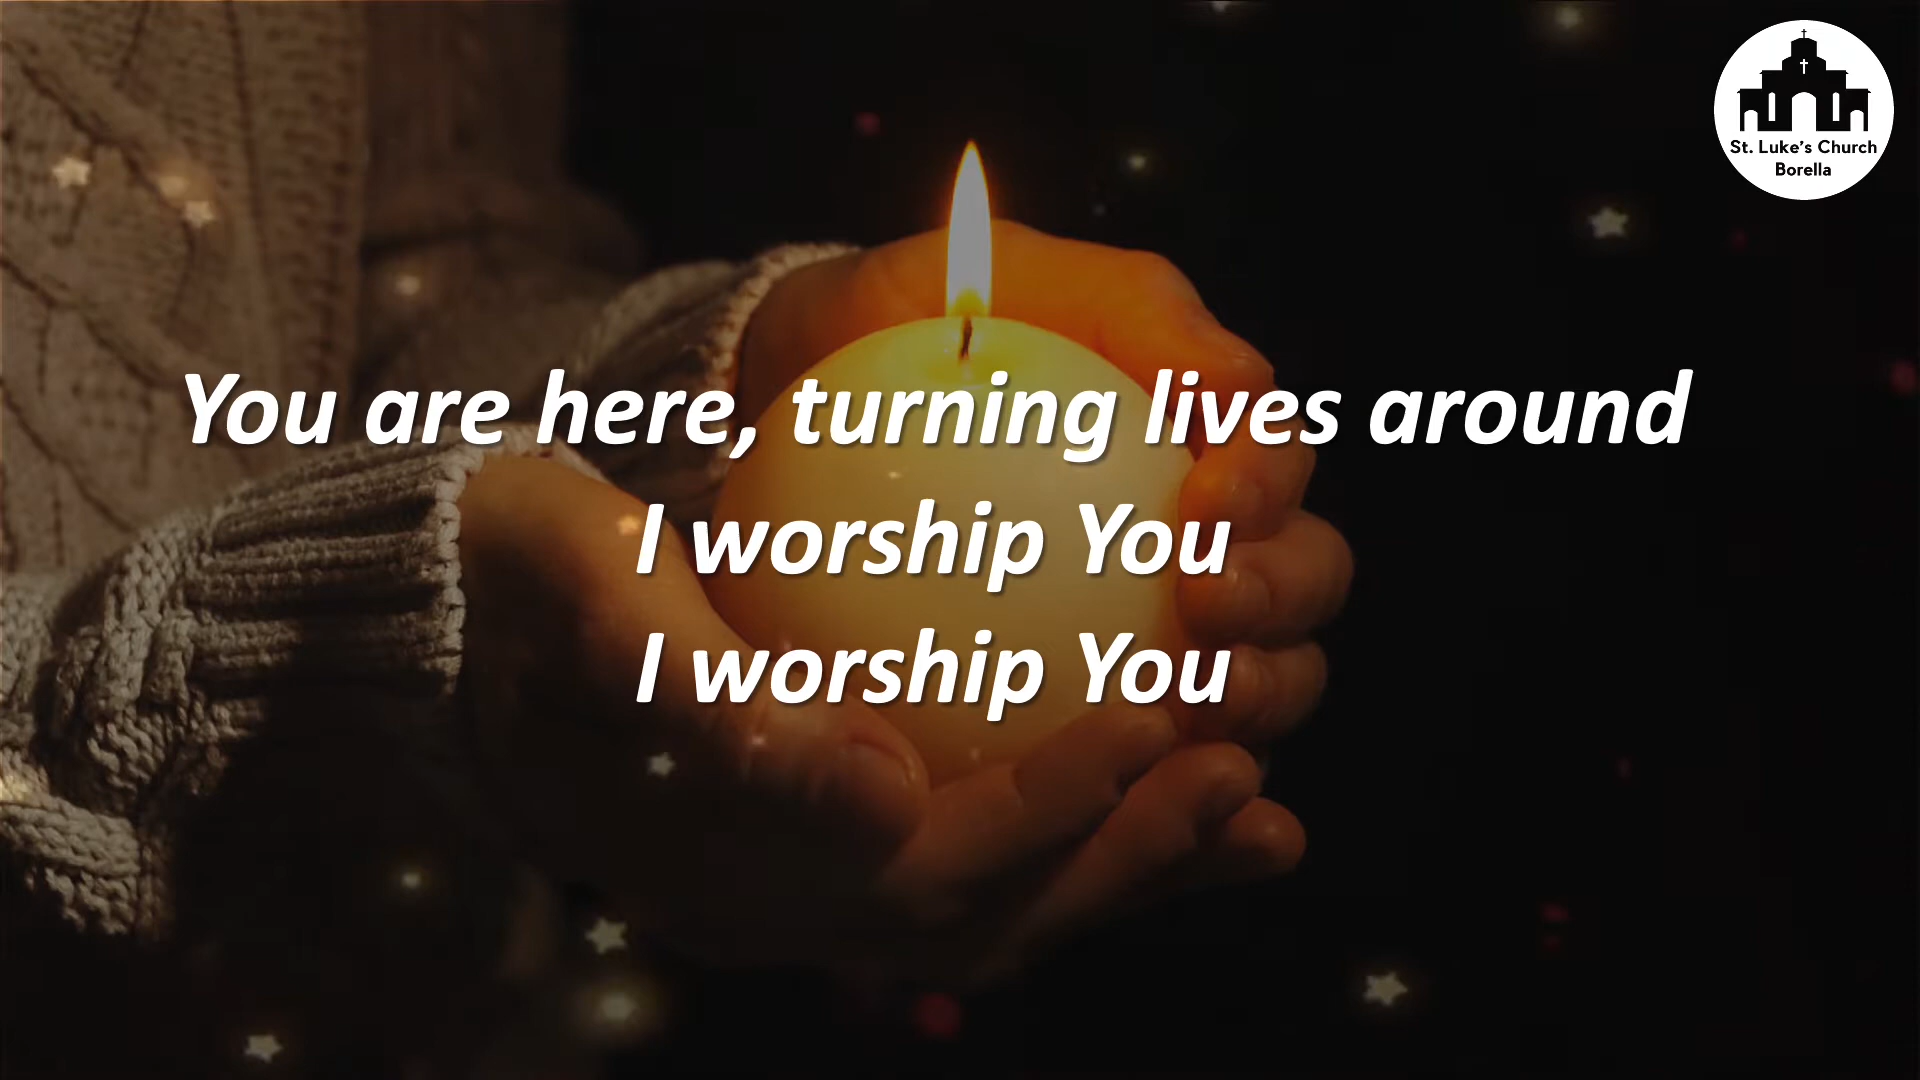 St. Luke's Church
Borella
You are here, turning lives around
I worship You
I worship You